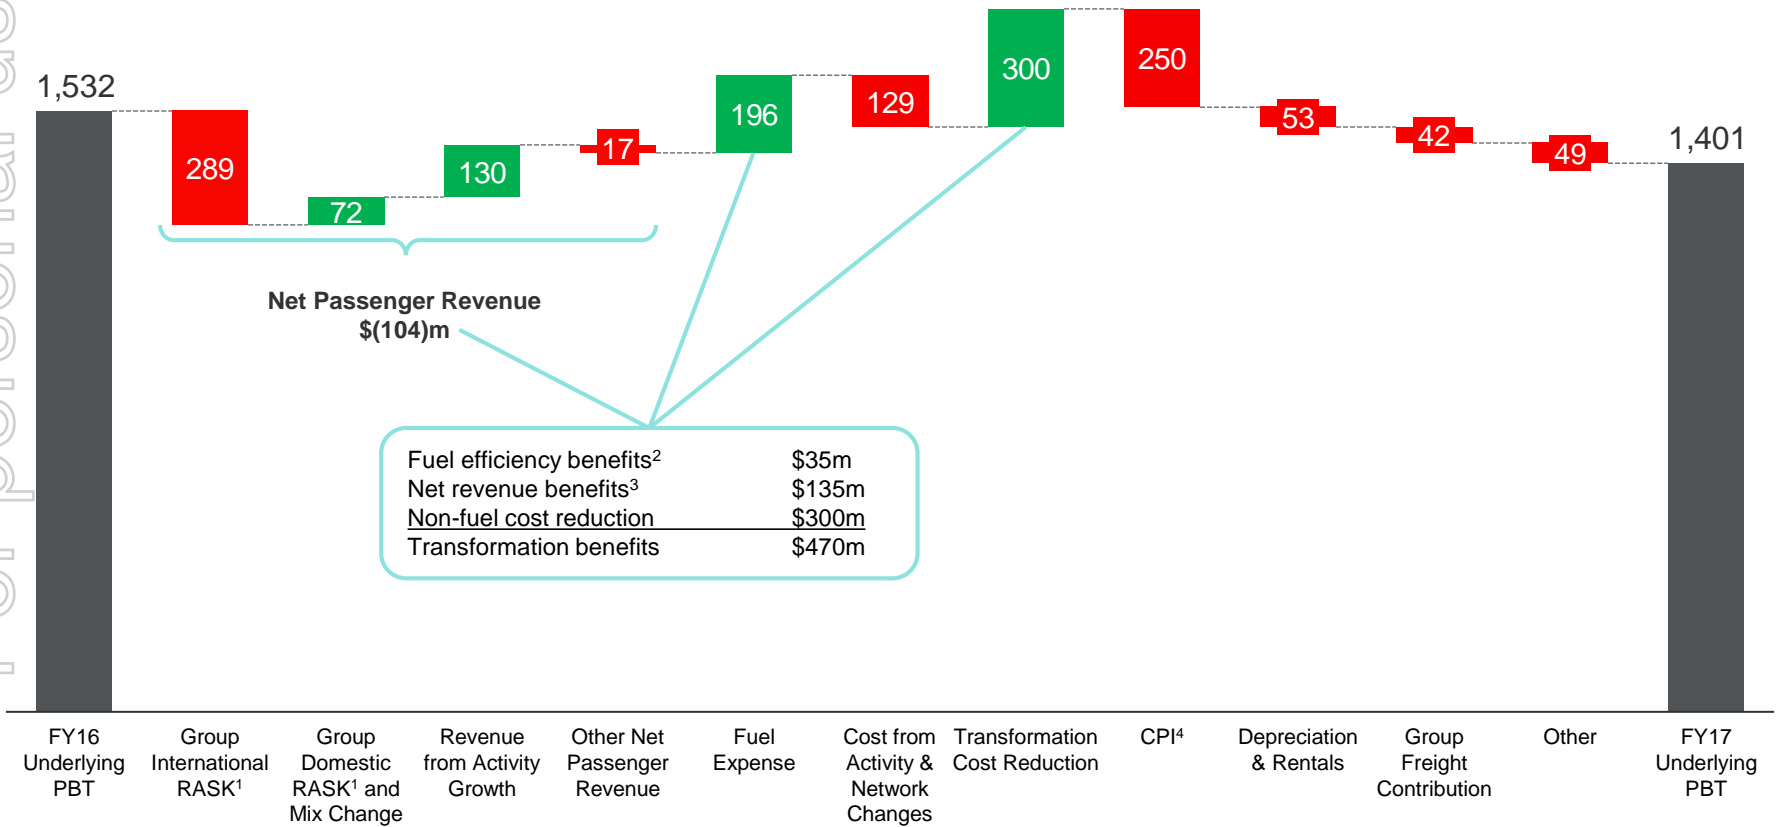 1,532
289
72
130
17
196
129
300
250
53
42
49
1,401
Net Passenger Revenue
$(104)m
Fuel efficiency benefits² $35m
Net revenue benefits³ $135m
Non-fuel cost reduction $300m
Transformation benefits $470m
FY16
Underlying
PBT
Group
International
RASK¹
Group
Domestic
RASK¹ and
Mix Change
Revenue
from Activity
Growth
Other Net
Passenger
Revenue
Fuel
Expense
Cost from
Activity &
Network
Changes
Transformation
Cost Reduction
CPI⁴
Depreciation
& Rentals
Group
Freight
Contribution
Other
FY17
Underlying
PBT